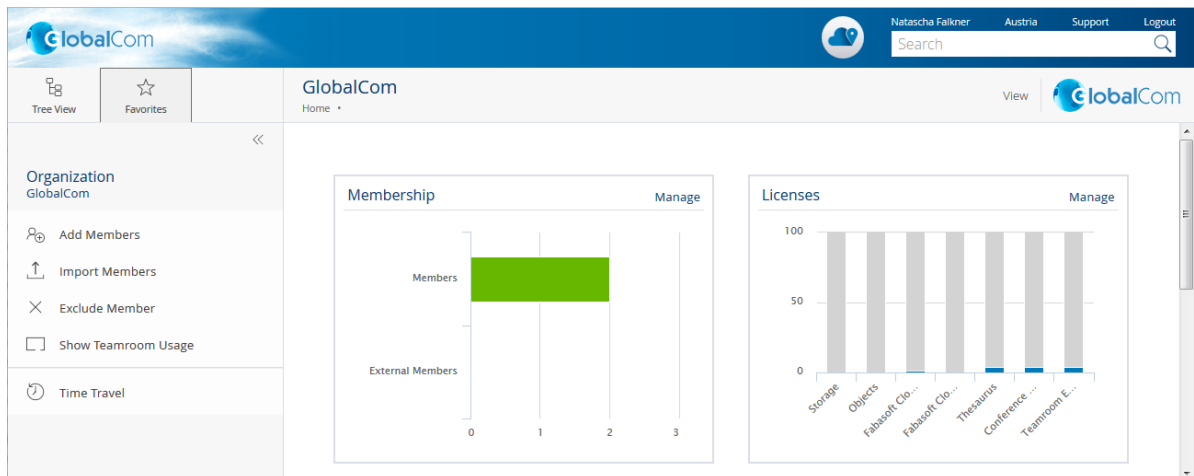 GlobalCom
Natascha Falkner Austria Support Logout
Search
Tree View
Favorites
GlobalCom
Home •
View
GlobalCom
Organization
GlobalCom
Add Members
Import Members
Exclude Member
Show Teamroom Usage
Time Travel
Membership Manage
Members
External Members
0 1 2 3
Licenses Manage
100
50
0
Storage
Objects
Fabasoft Clo...
Fabasoft Clo...
Thesaurus
Conference ...
Teamroom E...